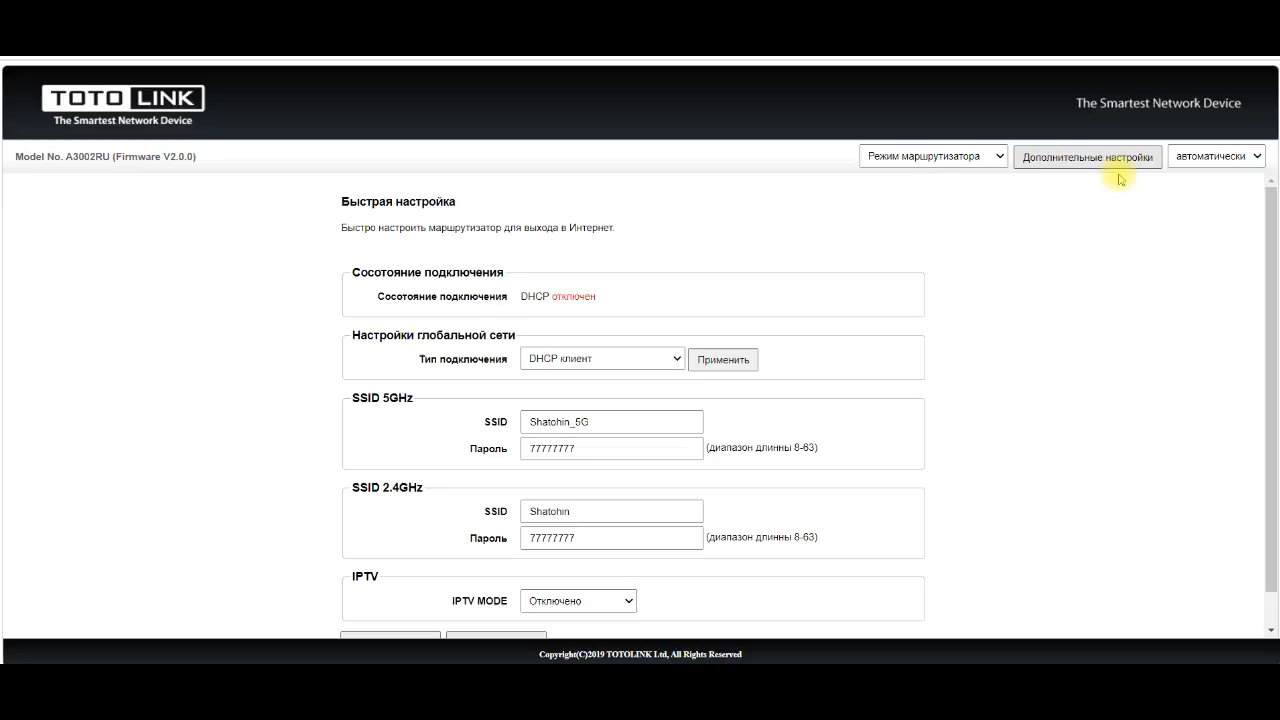 TOTO LINK
The Smartest Network Device
The Smartest Network Device
Model No. A3002RU (Firmware V2.0.0)
Режим маршрутизатора
Дополнительные настройки
автоматически
Быстрая настройка
Быстро настроить маршрутизатор для выхода в Интернет.
Сосотояние подключения
Сосотояние подключения DHCP отключен
Настройки глобальной сети
Тип подключения DHCP клиент Применить
SSID 5GHz
SSID Shatohin_5G
Пароль 77777777 (диапазон длинны 8-63)
SSID 2.4GHz
SSID Shatohin
Пароль 77777777 (диапазон длинны 8-63)
IPTV
IPTV MODE Отключено
Copyright(C)2019 TOTOLINK Ltd, All Rights Reserved